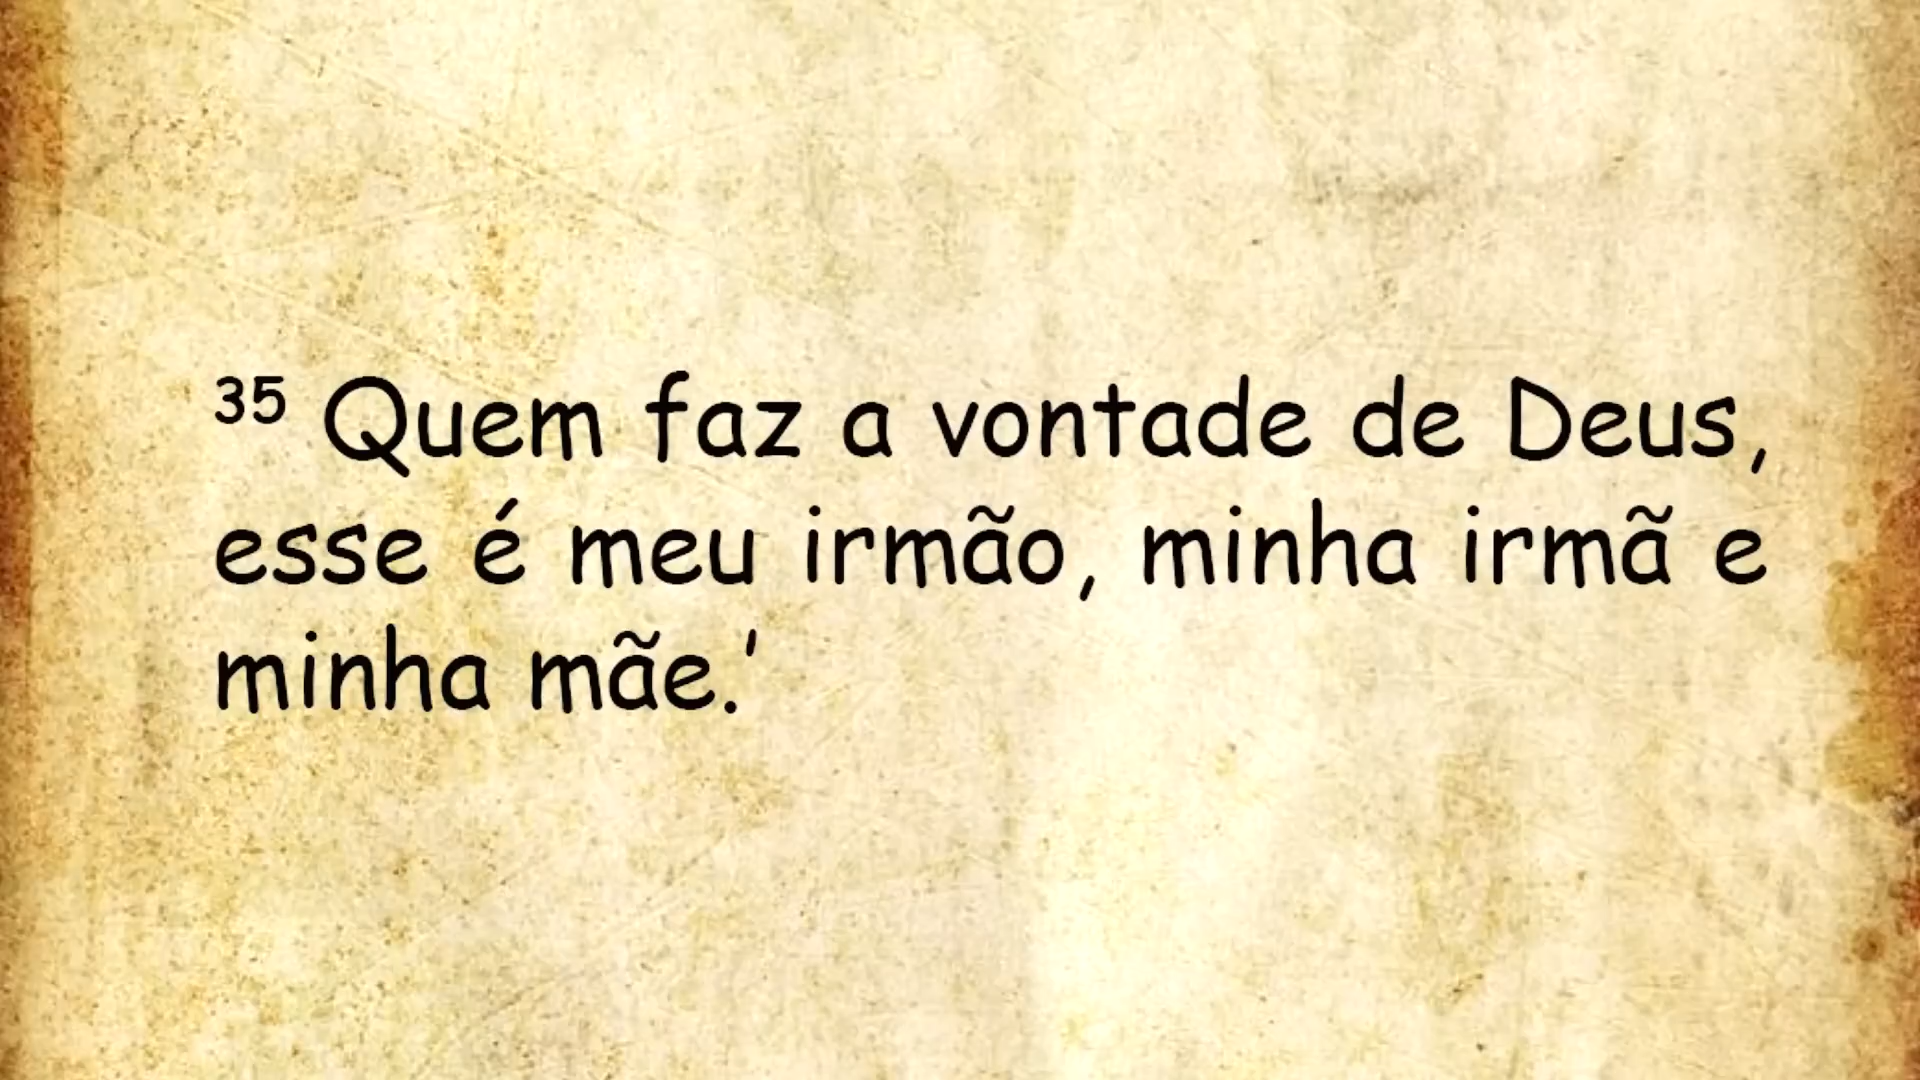 ³⁵ Quem faz a vontade de Deus,
esse é meu irmão, minha irmã e
minha mãe.’